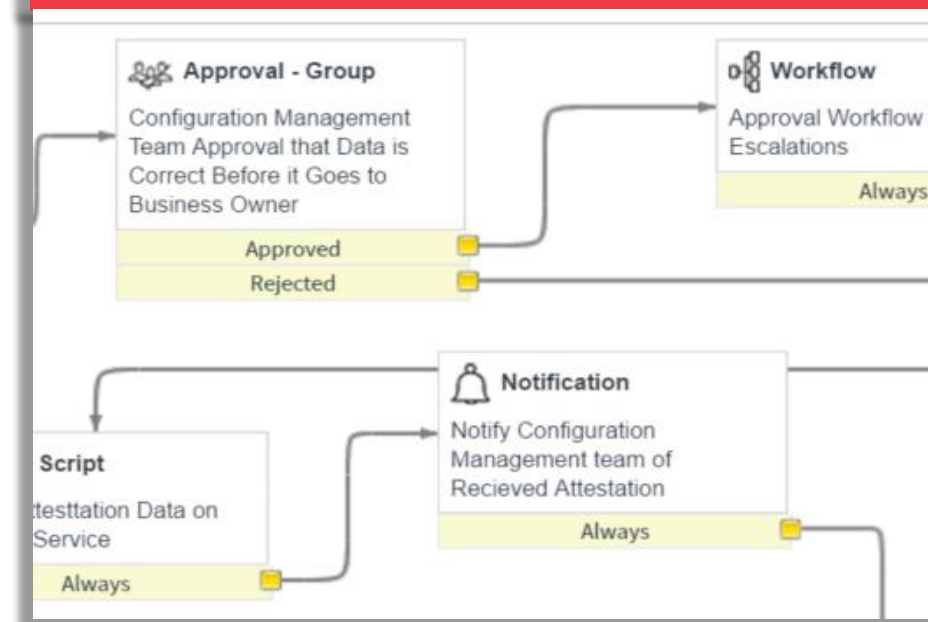 Approval - Group
Configuration Management
Team Approval that Data is
Correct Before it Goes to
Business Owner
Approved
Rejected
Workflow
Approval Workflow
Escalations
Always
Notification
Notify Configuration
Management team of
Recieved Attestation
Always
Script
ttesttation Data on
Service
Always